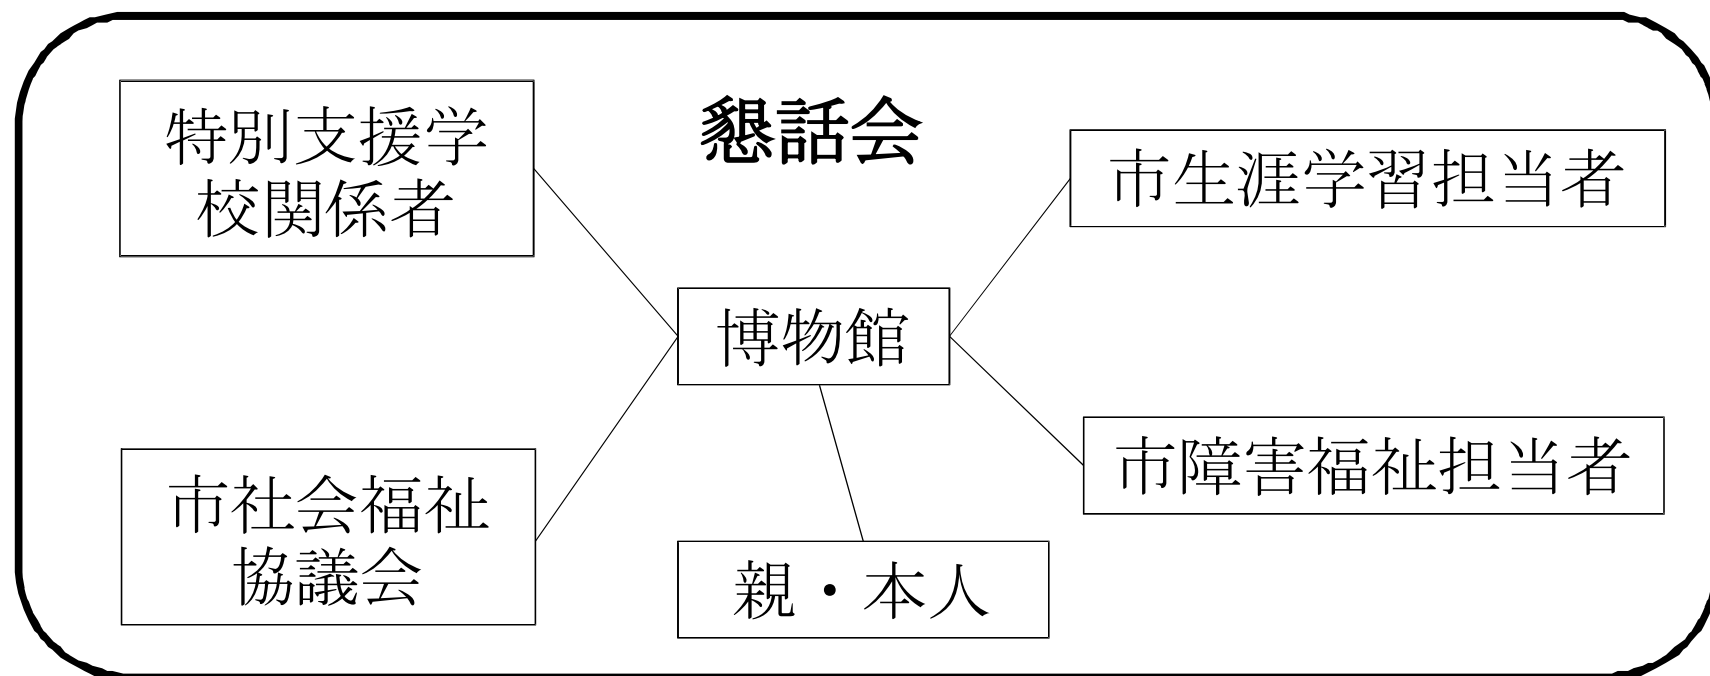 懇話会
特別支援学
校関係者
市生涯学習担当者
博物館
市社会福祉
協議会
市障害福祉担当者
親・本人